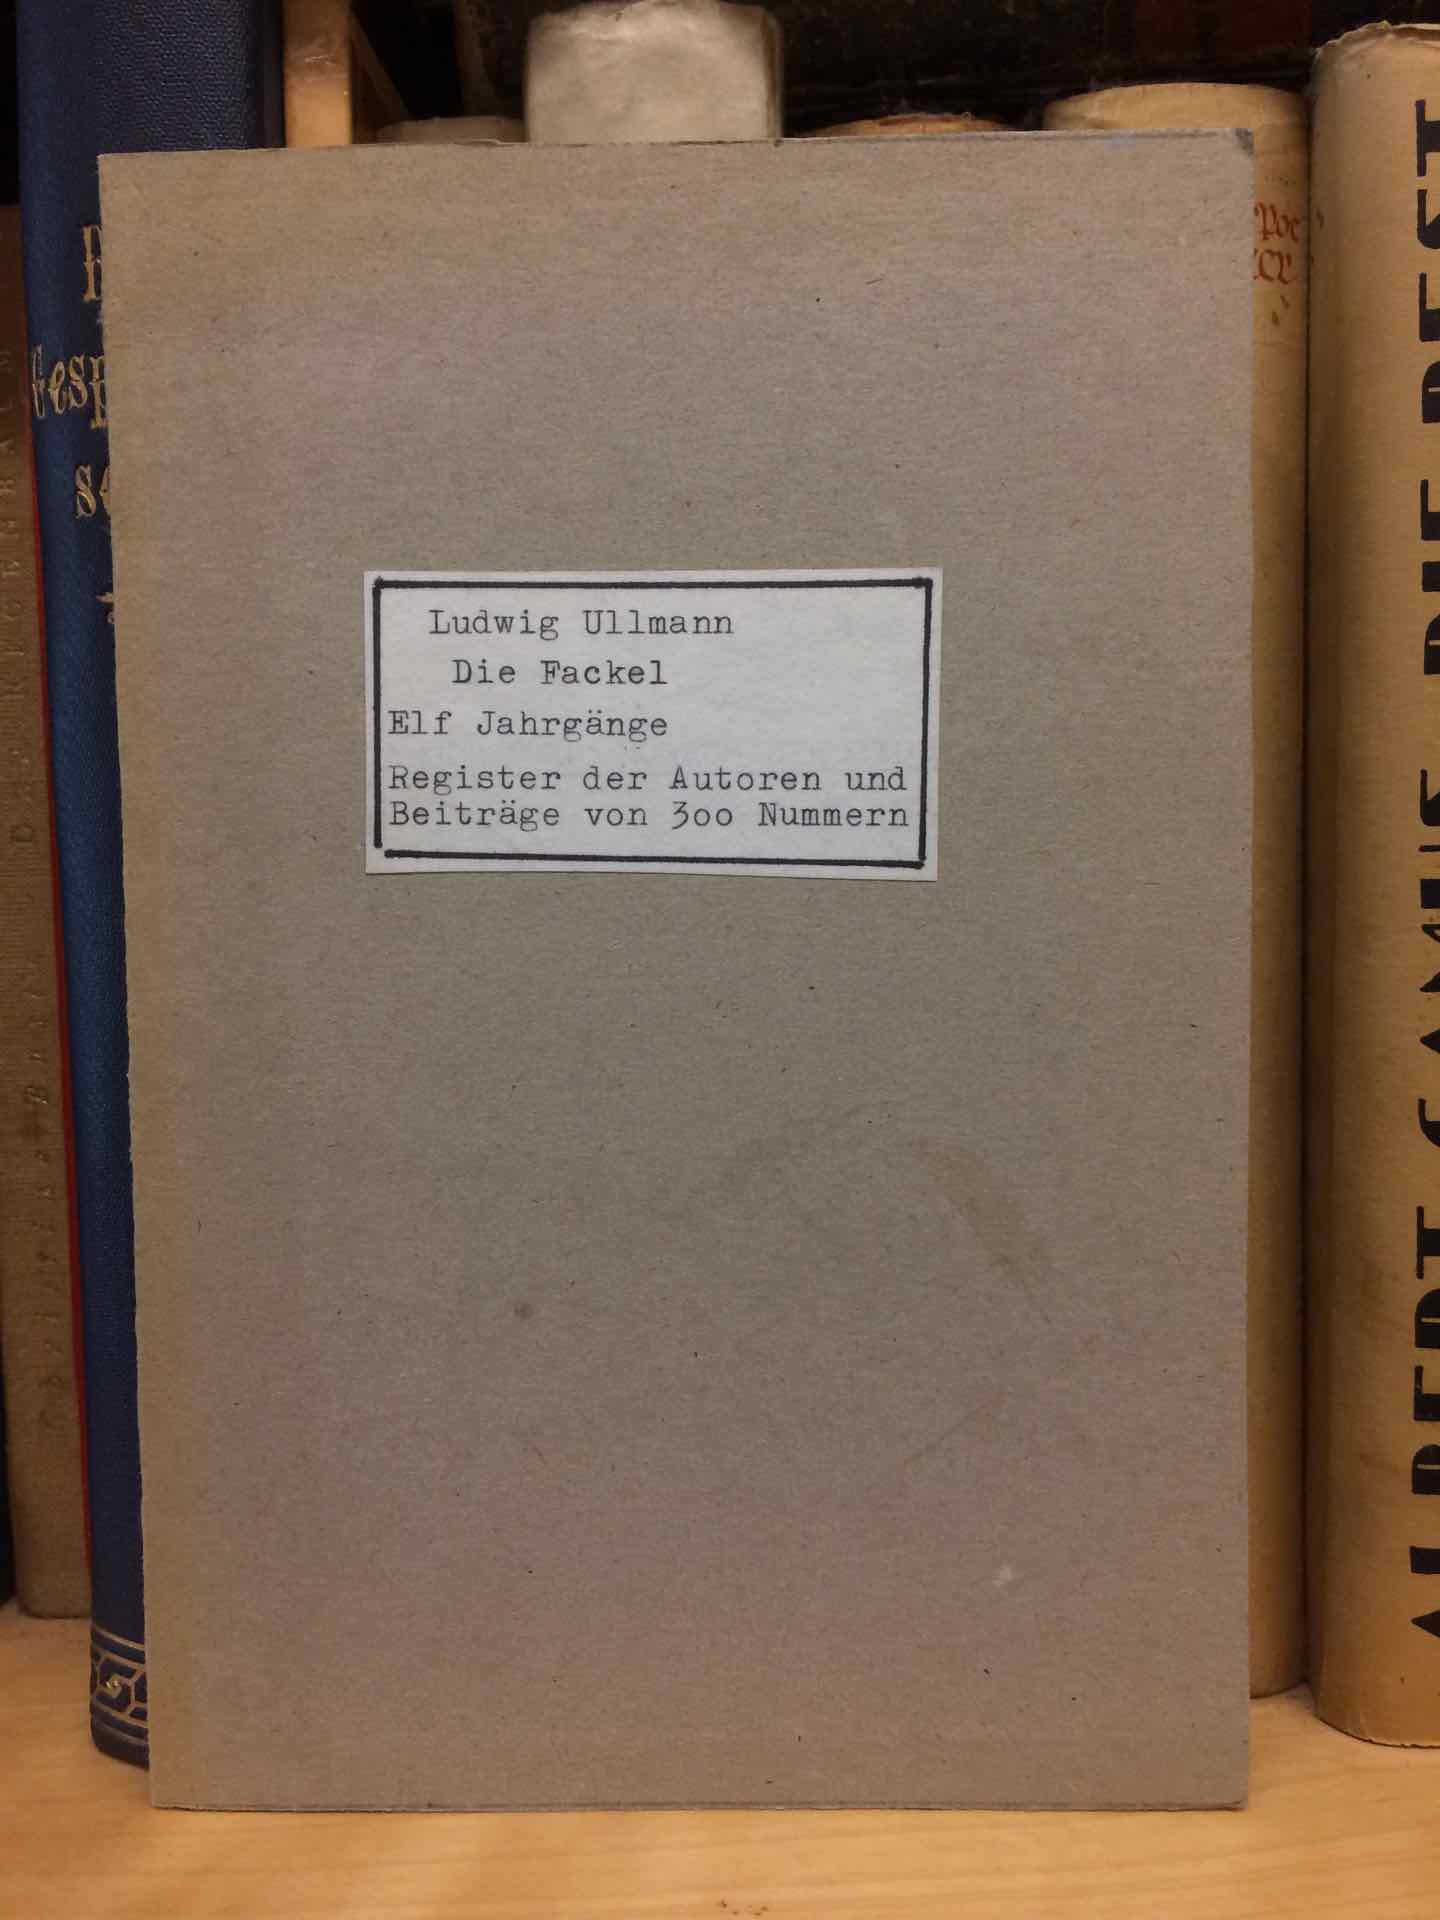 Ludwig Ullmann
Die Fackel
Elf Jahrgänge
Register der Autoren und
Beiträge von 300 Nummern
ALBERT CAMUS DIE PEST